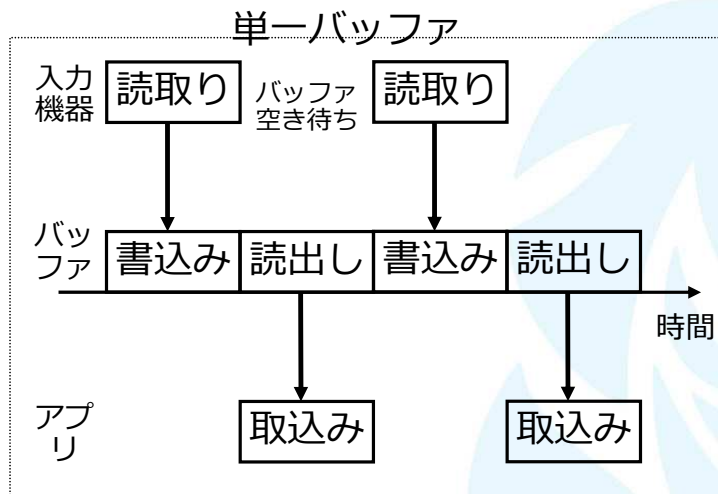 単一バッファ
入力
機器
読取り
バッファ
空き待ち
読取り
バッ
ファ
書込み
読出し
書込み
読出し
時間
アプ
リ
取込み
取込み